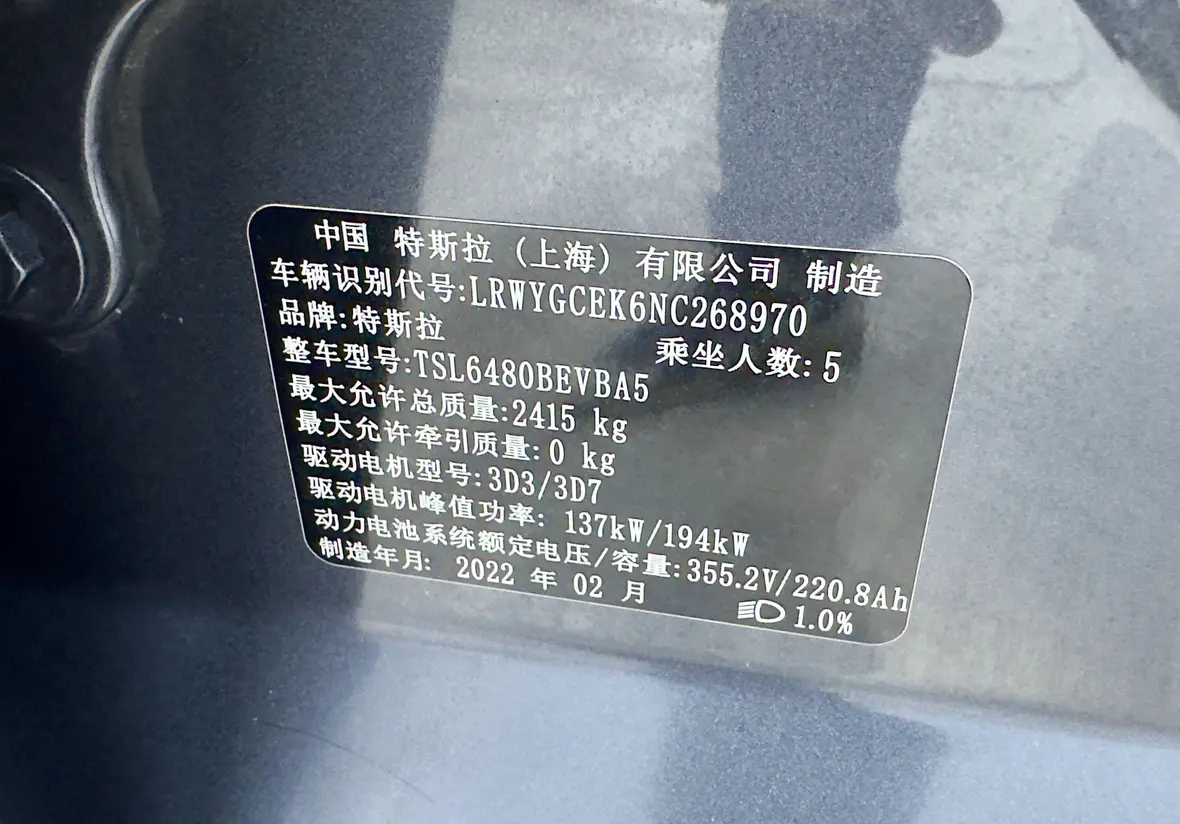 中国 特斯拉（上海）有限公司 制造
车辆识别代号:LRWYGCEK6NC268970
品牌:特斯拉 乘坐人数:5
整车型号:TSL6480BEVBA5
最大允许总质量:2415 kg
最大允许牵引质量:0 kg
驱动电机型号:3D3/3D7
驱动电机峰值功率: 137kW/194kW
动力电池系统额定电压/容量:355.2V/220.8Ah
制造年月: 2022 年 02 月 1.0%